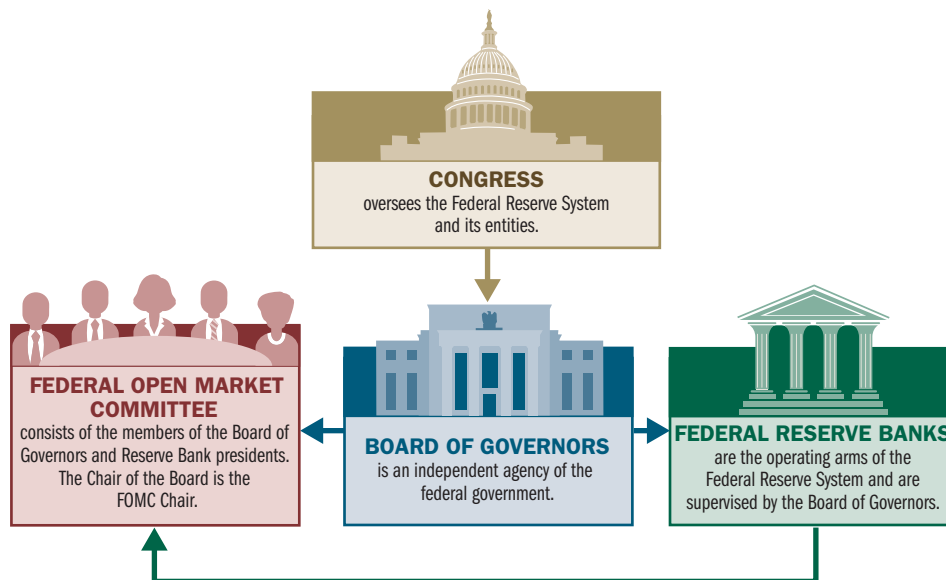 CONGRESS
oversees the Federal Reserve System
and its entities.
FEDERAL OPEN MARKET
COMMITTEE
consists of the members of the Board of
Governors and Reserve Bank presidents.
The Chair of the Board is the
FOMC Chair.
BOARD OF GOVERNORS
is an independent agency of the
federal government.
FEDERAL RESERVE BANKS
are the operating arms of the
Federal Reserve System and are
supervised by the Board of Governors.